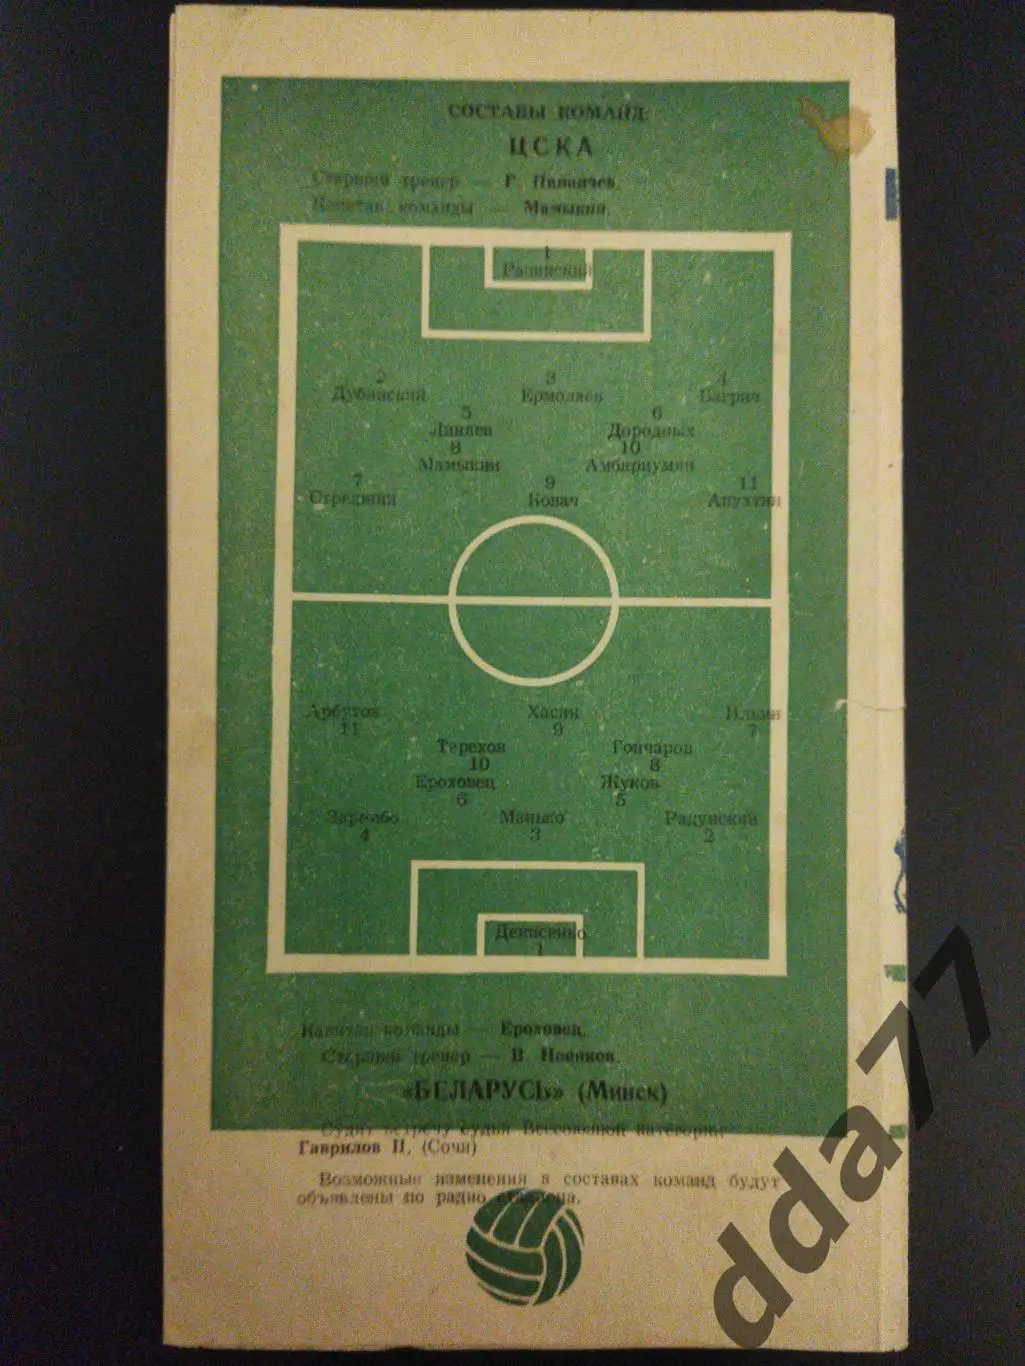 СОСТАВЫ КОМАНД:
ЦСКА
Старший тренер — Г. Пинаичев.
Капитан команды — Мамыкин.
1
Разинский
2 3 4
Дубинский Ермолаев Багрич
5 6
Линяев Дородных
8 10
Мамыкин Амбарцумян
7 9 11
Стрешний Ковач Апухтин
Арбутов Хасин Ильин
11 9 7
Терехов Гончаров
10 8
Ероховец Жуков
6 5
Зарембо Манько Радунский
4 3 2
Денисенко
1
Капитан команды — Ероховец.
Старший тренер — В. Новиков.
«БЕЛАРУСЬ» (Минск)
Судит встречу судья Всесоюзной категории
Гаврилов П, (Сочи)
Возможные изменения в составах команд будут
объявлены по радио стадиона.
dda77